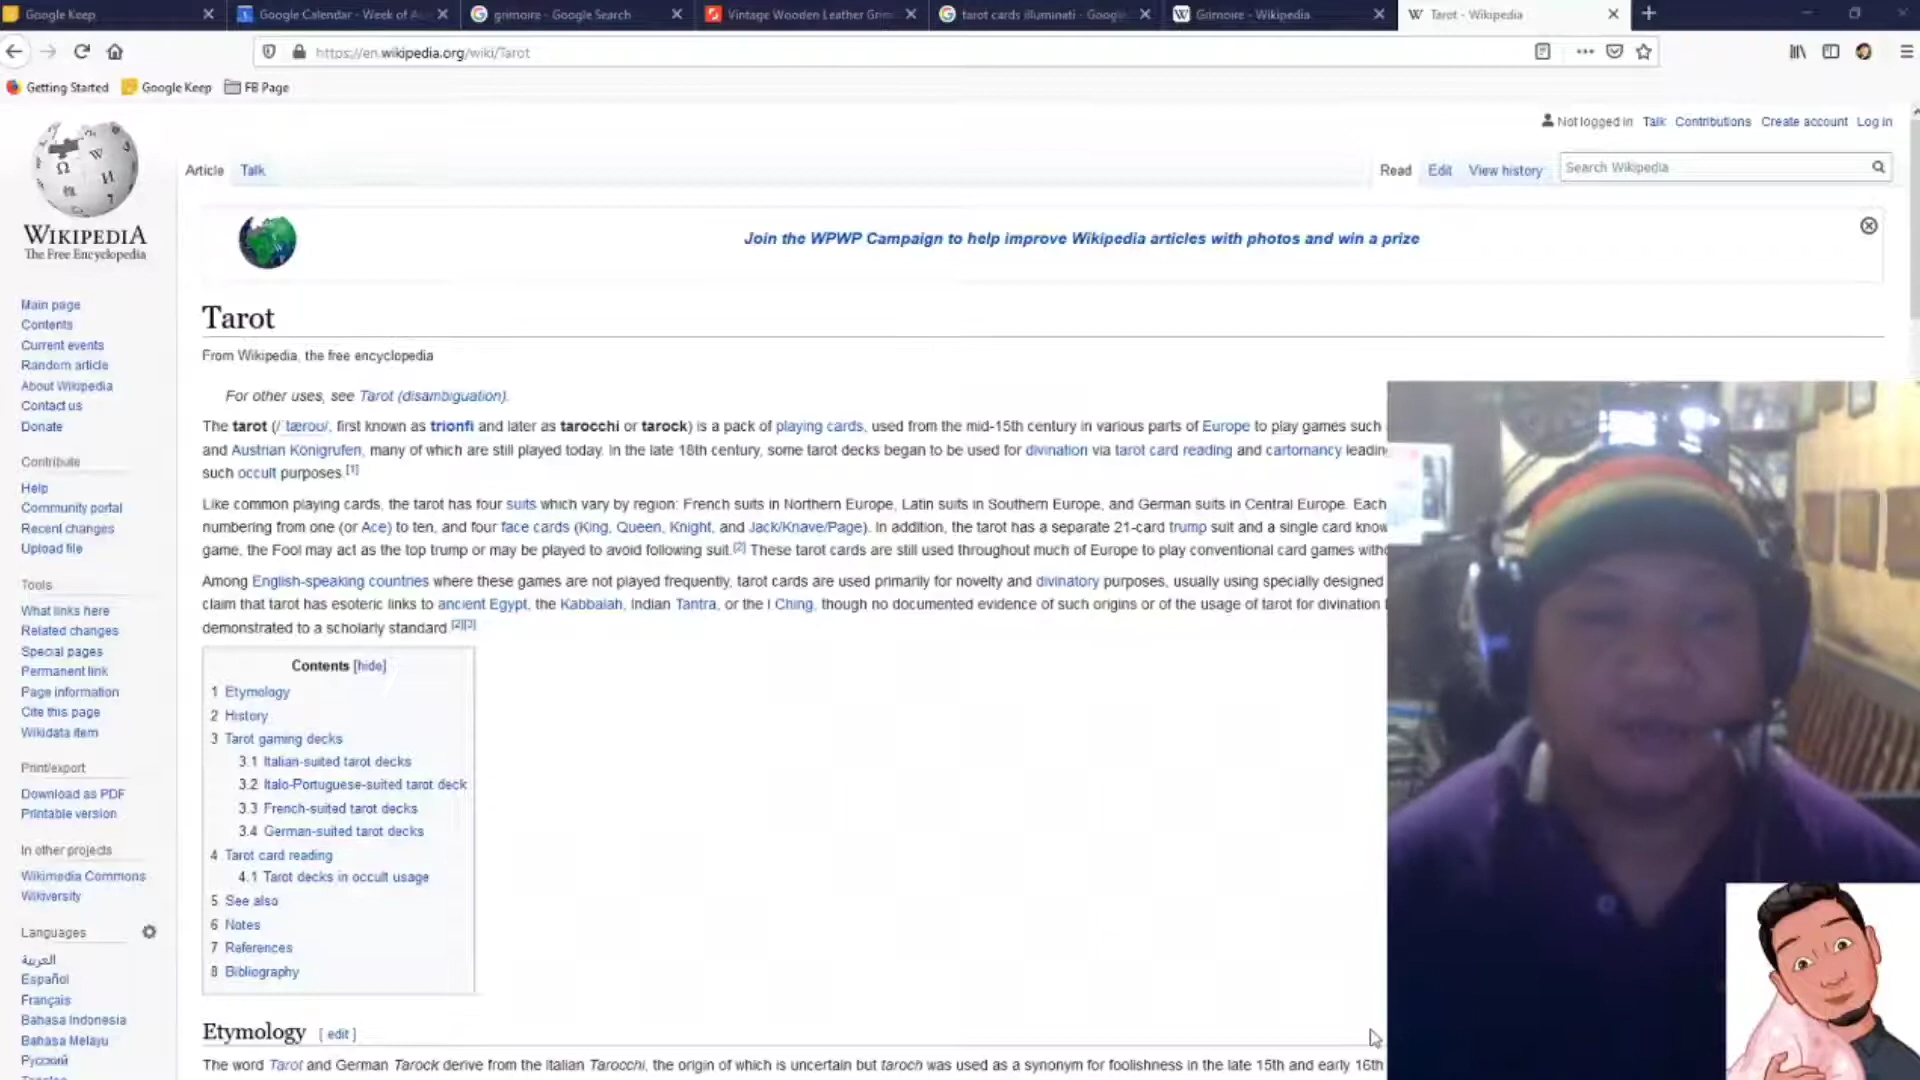 Google Keep
Google Calendar - Week of A
grimoire - Google Search
Vintage Wooden Leather Grim
tarot cards illuminati - Google
Grimoire - Wikipedia
Tarot - Wikipedia
https://en.wikipedia.org/wiki/Tarot
Getting Started
Google Keep
FB Page
Not logged in Talk Contributions Create account Log in
Article Talk
Read Edit View history
Search Wikipedia
WIKIPEDIA
The Free Encyclopedia
Join the WPWP Campaign to help improve Wikipedia articles with photos and win a prize
Main page
Contents
Current events
Random article
About Wikipedia
Contact us
Donate
Contribute
Help
Community portal
Recent changes
Upload file
Tools
What links here
Related changes
Special pages
Permanent link
Page information
Cite this page
Wikidata item
Print/export
Download as PDF
Printable version
In other projects
Wikimedia Commons
Wikiversity
Languages
العربية
Español
Français
Bahasa Indonesia
Bahasa Melayu
Русский
Tarot
From Wikipedia, the free encyclopedia
For other uses, see Tarot (disambiguation).
The tarot (/ˈtæroʊ/, first known as trionfi and later as tarocchi or tarock) is a pack of playing cards, used from the mid-15th century in various parts of Europe to play games such
and Austrian Königrufen, many of which are still played today. In the late 18th century, some tarot decks began to be used for divination via tarot card reading and cartomancy
such occult purposes.[1]
Like common playing cards, the tarot has four suits which vary by region: French suits in Northern Europe, Latin suits in Southern Europe, and German suits in Central Europe. Each
numbering from one (or Ace) to ten, and four face cards (King, Queen, Knight, and Jack/Knave/Page). In addition, the tarot has a separate 21-card trump suit and a single card
game, the Fool may act as the top trump or may be played to avoid following suit.[2] These tarot cards are still used throughout much of Europe to play conventional card games
Among English-speaking countries where these games are not played frequently, tarot cards are used primarily for novelty and divinatory purposes, usually using specially designed
claim that tarot has esoteric links to ancient Egypt, the Kabbalah, Indian Tantra, or the I Ching, though no documented evidence of such origins or of the usage of tarot for divination
demonstrated to a scholarly standard.[2][3]
Contents [hide]
1 Etymology
2 History
3 Tarot gaming decks
3.1 Italian-suited tarot decks
3.2 Italo-Portuguese-suited tarot deck
3.3 French-suited tarot decks
3.4 German-suited tarot decks
4 Tarot card reading
4.1 Tarot decks in occult usage
5 See also
6 Notes
7 References
8 Bibliography
Etymology [ edit ]
The word Tarot and German Tarock derive from the Italian Tarocchi, the origin of which is uncertain but taroch was used as a synonym for foolishness in the late 15th and early 16th